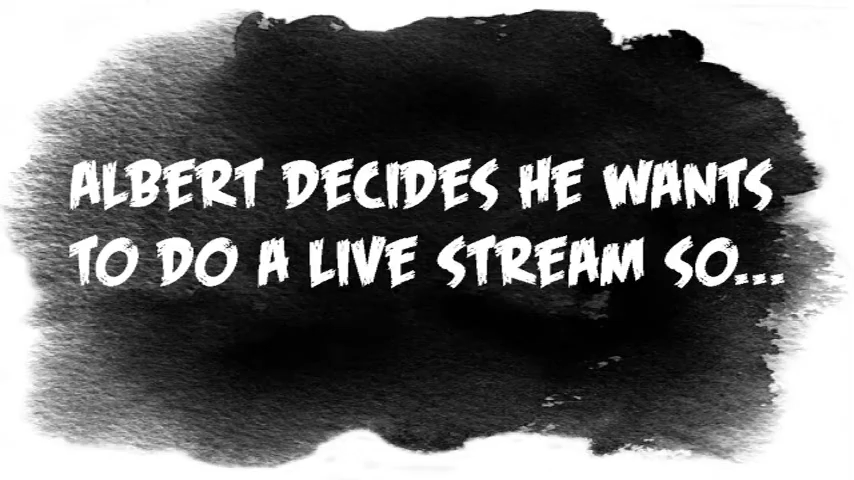 ALBERT DECIDES HE WANTS
TO DO A LIVE STREAM SO...